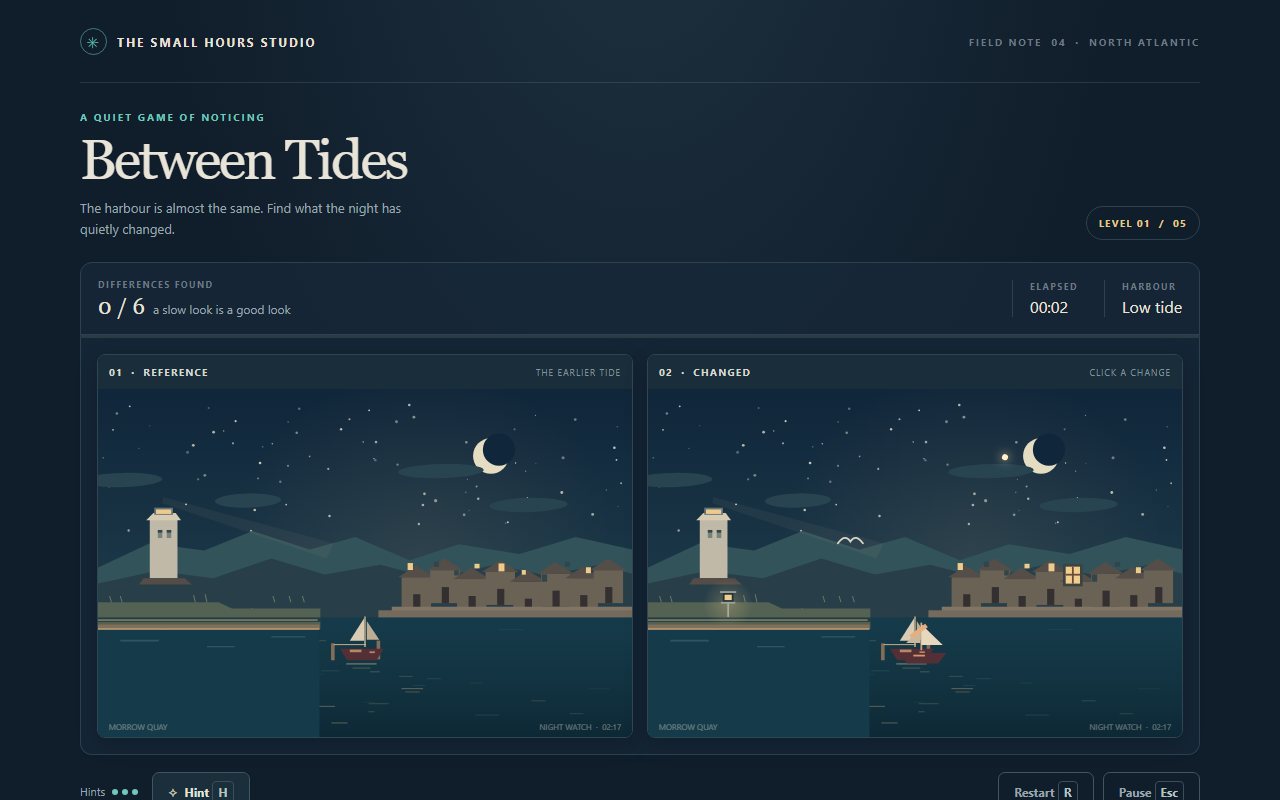 THE SMALL HOURS STUDIO
FIELD NOTE 04 · NORTH ATLANTIC
A QUIET GAME OF NOTICING
Between Tides
The harbour is almost the same. Find what the night has
quietly changed.
LEVEL 01 / 05
DIFFERENCES FOUND
0 / 6 a slow look is a good look
ELAPSED
00:02
HARBOUR
Low tide
01 · REFERENCE
THE EARLIER TIDE
02 · CHANGED
CLICK A CHANGE
MORROW QUAY
NIGHT WATCH · 02:17
MORROW QUAY
NIGHT WATCH · 02:17
Hints
Hint H
Restart R
Pause Esc